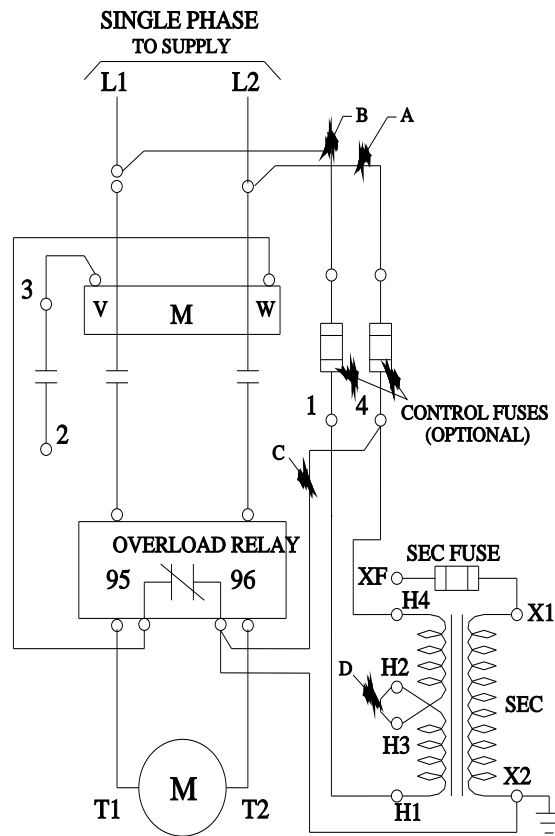 SINGLE PHASE
TO SUPPLY
L1 L2
B A
3
V M W
2
1 4
CONTROL FUSES
(OPTIONAL)
C
OVERLOAD RELAY
95 96
SEC FUSE
XF
H4 X1
D H2
SEC
H3
X2
T1 M T2 H1